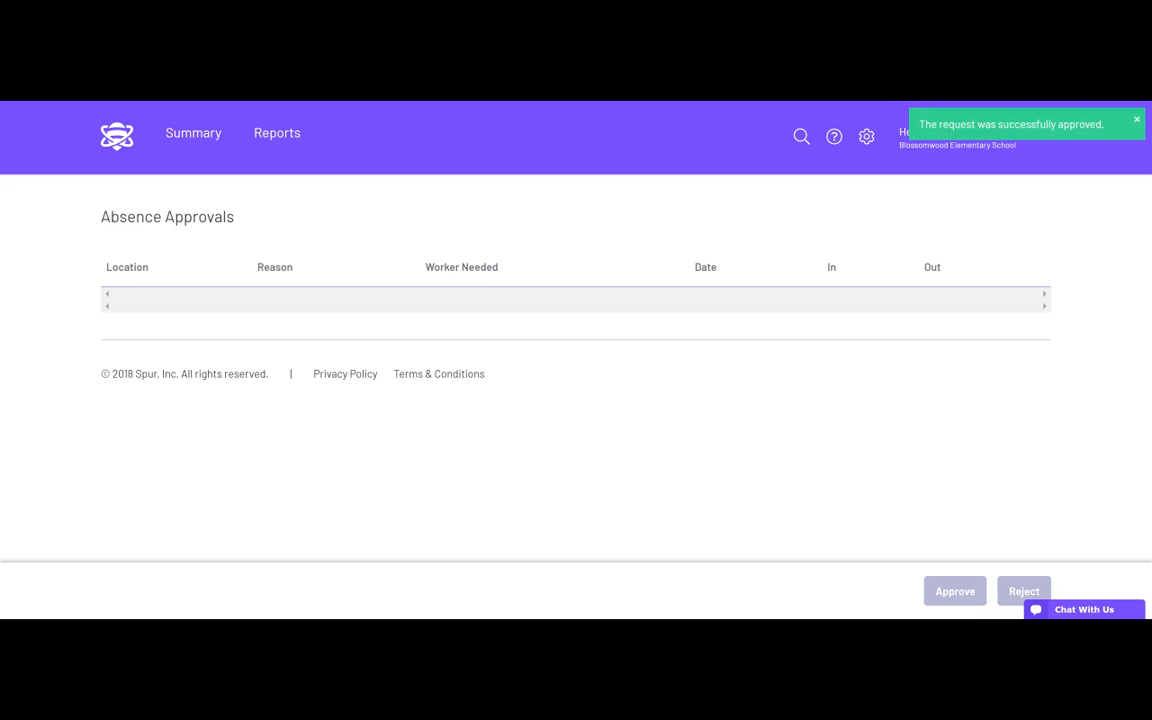 Summary Reports
The request was successfully approved. ×
He
Blossomwood Elementary School
Absence Approvals
Location Reason Worker Needed Date In Out
© 2018 Spur, Inc. All rights reserved. | Privacy Policy Terms & Conditions
Approve Reject
Chat With Us